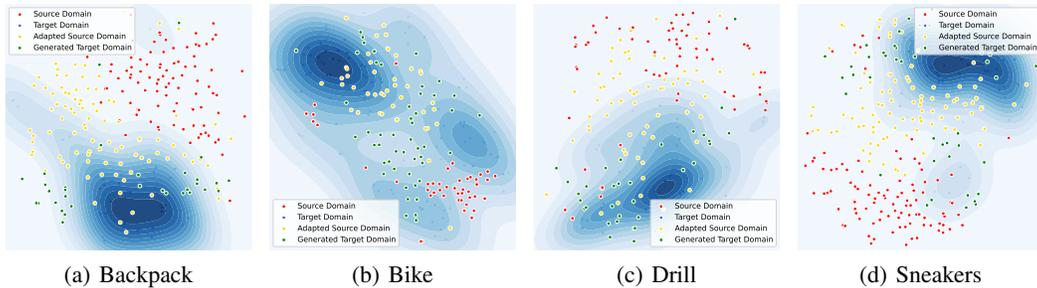 Source Domain
Target Domain
Adapted Source Domain
Generated Target Domain
Source Domain
Target Domain
Adapted Source Domain
Generated Target Domain
Source Domain
Target Domain
Adapted Source Domain
Generated Target Domain
Source Domain
Target Domain
Adapted Source Domain
Generated Target Domain
(a) Backpack
(b) Bike
(c) Drill
(d) Sneakers